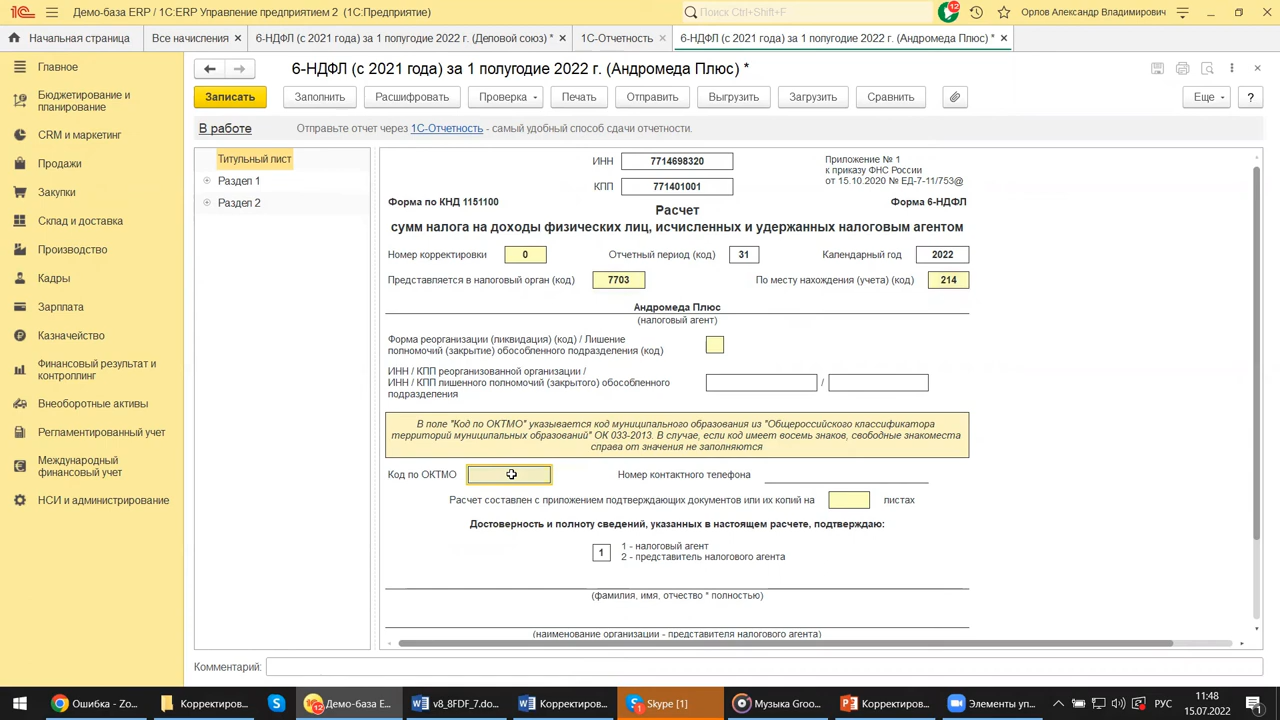 Демо-база ERP / 1С:ERP Управление предприятием 2 (1С:Предприятие)
Поиск Ctrl+Shift+F
12
Орлов Александр Владимирович
Начальная страница
Все начисления ×
6-НДФЛ (с 2021 года) за 1 полугодие 2022 г. (Деловой союз) * ×
1С-Отчетность ×
6-НДФЛ (с 2021 года) за 1 полугодие 2022 г. (Андромеда Плюс) * ×
Главное
Бюджетирование и
планирование
CRM и маркетинг
Продажи
Закупки
Склад и доставка
Производство
Кадры
Зарплата
Казначейство
Финансовый результат и
контроллинг
Внеоборотные активы
Регламентированный учет
Международный
финансовый учет
НСИ и администрирование
6-НДФЛ (с 2021 года) за 1 полугодие 2022 г. (Андромеда Плюс) *
Записать
Заполнить
Расшифровать
Проверка
Печать
Отправить
Выгрузить
Загрузить
Сравнить
Еще
?
В работе
Отправьте отчет через 1С-Отчетность - самый удобный способ сдачи отчетности.
Титульный лист
Раздел 1
Раздел 2
ИНН 7714698320
КПП 771401001
Приложение № 1
к приказу ФНС России
от 15.10.2020 № ЕД-7-11/753@
Форма по КНД 1151100
Форма 6-НДФЛ
Расчет
сумм налога на доходы физических лиц, исчисленных и удержанных налоговым агентом
Номер корректировки 0 Отчетный период (код) 31 Календарный год 2022
Представляется в налоговый орган (код) 7703 По месту нахождения (учета) (код) 214
Андромеда Плюс
(налоговый агент)
Форма реорганизации (ликвидация) (код) / Лишение
полномочий (закрытие) обособленного подразделения (код)
ИНН / КПП реорганизованной организации /
ИНН / КПП лишенного полномочий (закрытого) обособленного /
подразделения
В поле "Код по ОКТМО" указывается код муниципального образования из "Общероссийского классификатора
территорий муниципальных образований" ОК 033-2013. В случае, если код имеет восемь знаков, свободные знакоместа
справа от значения не заполняются
Код по ОКТМО Номер контактного телефона
Расчет составлен с приложением подтверждающих документов или их копий на листах
Достоверность и полноту сведений, указанных в настоящем расчете, подтверждаю:
1 1 - налоговый агент
2 - представитель налогового агента
(фамилия, имя, отчество * полностью)
(наименование организации - представителя налогового агента)
Комментарий:
Ошибка - Zo...
Корректировк...
Демо-база E...
v8_8FDF_7.do...
Корректировк...
Skype [1]
Музыка Groo...
Корректировк...
Элементы уп...
РУС
11:48
15.07.2022